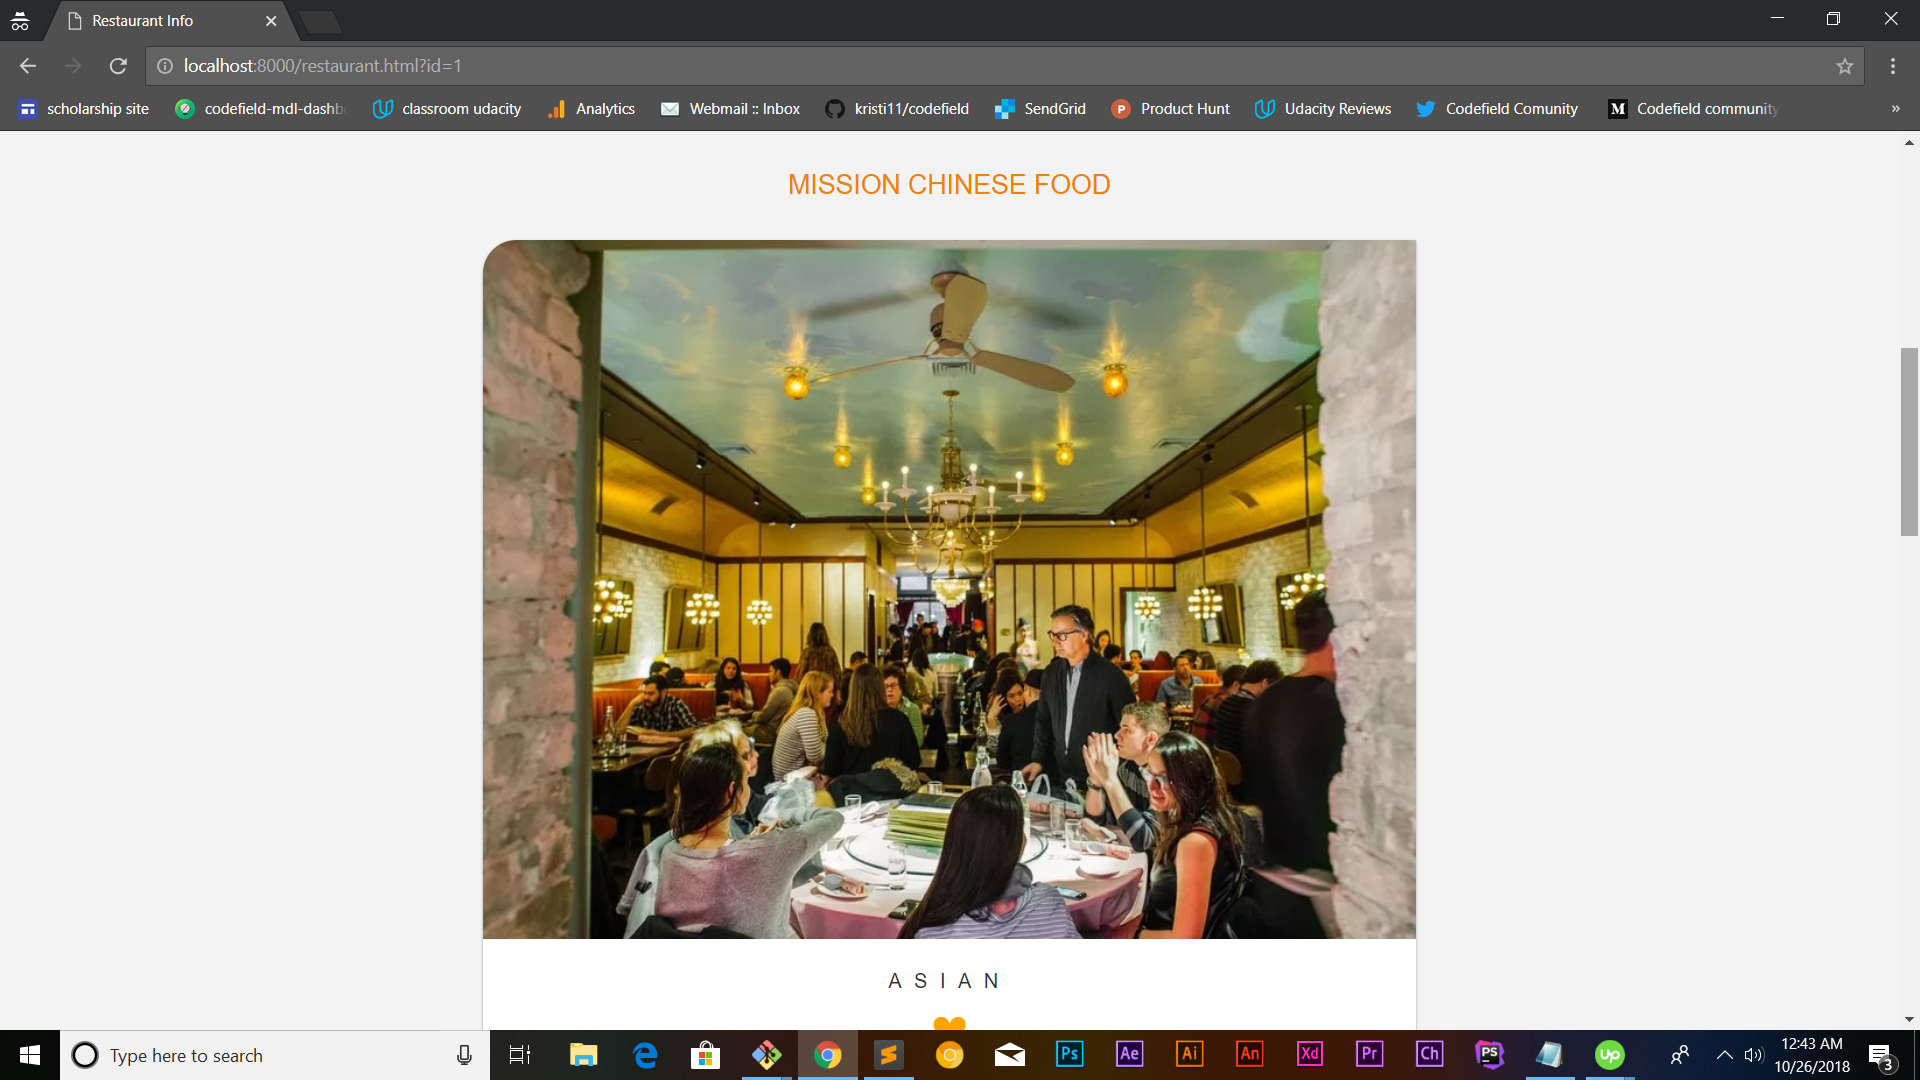 Restaurant Info
localhost:8000/restaurant.html?id=1
scholarship site
codefield-mdl-dashb
classroom udacity
Analytics
Webmail :: Inbox
kristi11/codefield
SendGrid
P
Product Hunt
Udacity Reviews
Codefield Comunity
M
Codefield community
»
MISSION CHINESE FOOD
ASIAN
Type here to search
Ps
Ae
Ai
An
Xd
Pr
Ch
PS
up
12:43 AM
10/26/2018
3